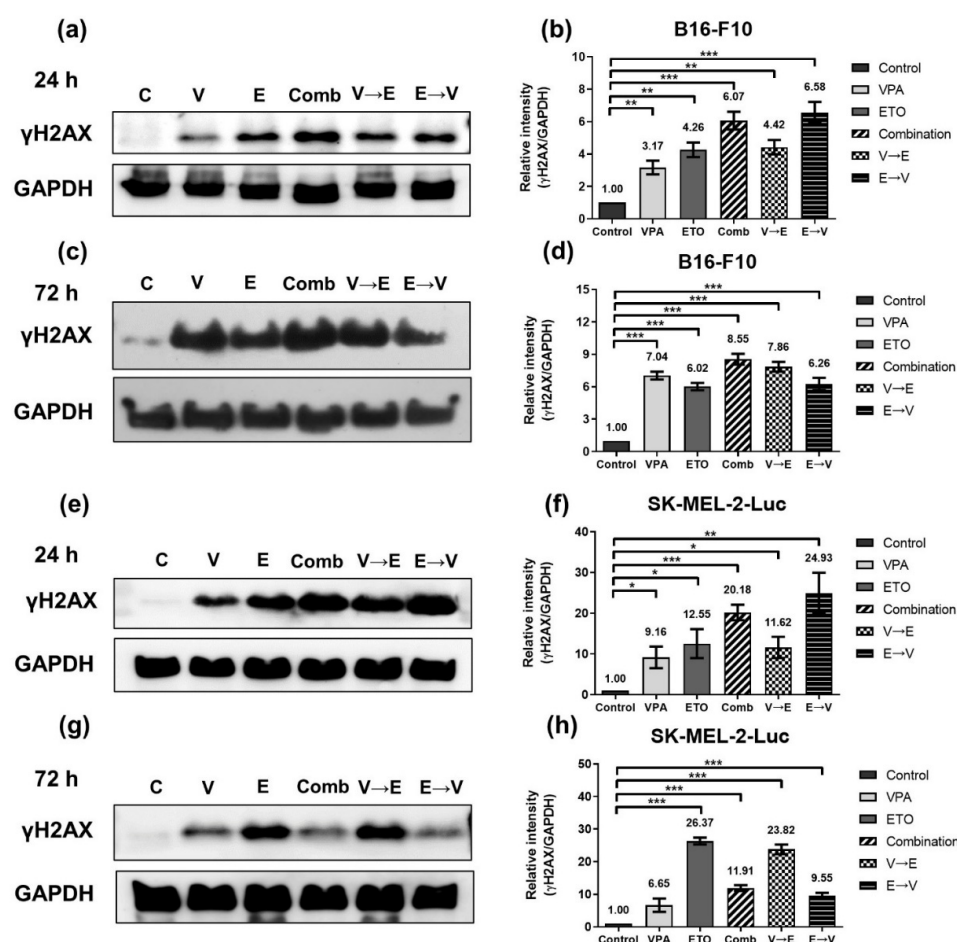 (a)
24 h
C V E Comb V→E E→V
γH2AX
GAPDH
(b)
B16-F10
Relative intensity
(γH2AX/GAPDH)
10
8
6
4
2
0
***
**
***
**
**
1.00
3.17
4.26
6.07
4.42
6.58
Control VPA ETO Comb V→E E→V
Control
VPA
ETO
Combination
V→E
E→V
(c)
72 h
C V E Comb V→E E→V
γH2AX
GAPDH
(d)
B16-F10
Relative intensity
(γH2AX/GAPDH)
15
12
9
6
3
0
***
***
***
***
***
1.00
7.04
6.02
8.55
7.86
6.26
Control VPA ETO Comb V→E E→V
Control
VPA
ETO
Combination
V→E
E→V
(e)
24 h
C V E Comb V→E E→V
γH2AX
GAPDH
(f)
SK-MEL-2-Luc
Relative intensity
(γH2AX/GAPDH)
40
30
20
10
0
**
*
***
*
*
1.00
9.16
12.55
20.18
11.62
24.93
Control VPA ETO Comb V→E E→V
Control
VPA
ETO
Combination
V→E
E→V
(g)
72 h
C V E Comb V→E E→V
γH2AX
GAPDH
(h)
SK-MEL-2-Luc
Relative intensity
(γH2AX/GAPDH)
50
40
30
20
10
0
***
***
***
***
1.00
6.65
26.37
11.91
23.82
9.55
Control VPA ETO Comb V→E E→V
Control
VPA
ETO
Combination
V→E
E→V